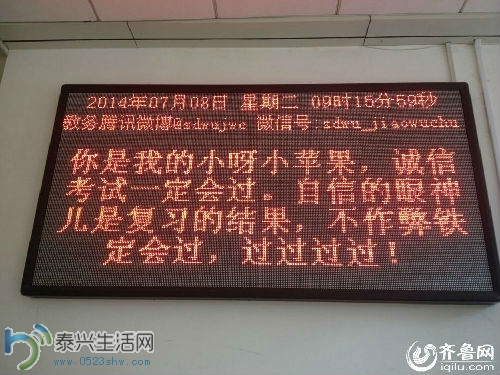 2014年07月08日 星期二 09时15分59秒
教务腾讯微博@sdwujwc 微信号:sdwu_jiaowuchu
你是我的小呀小苹果，诚信
考试一定会过。自信的眼神
儿是复习的结果，不作弊铁
定会过，过过过过！
泰兴生活网
www.0523shw.com
齐鲁网
iqilu.com